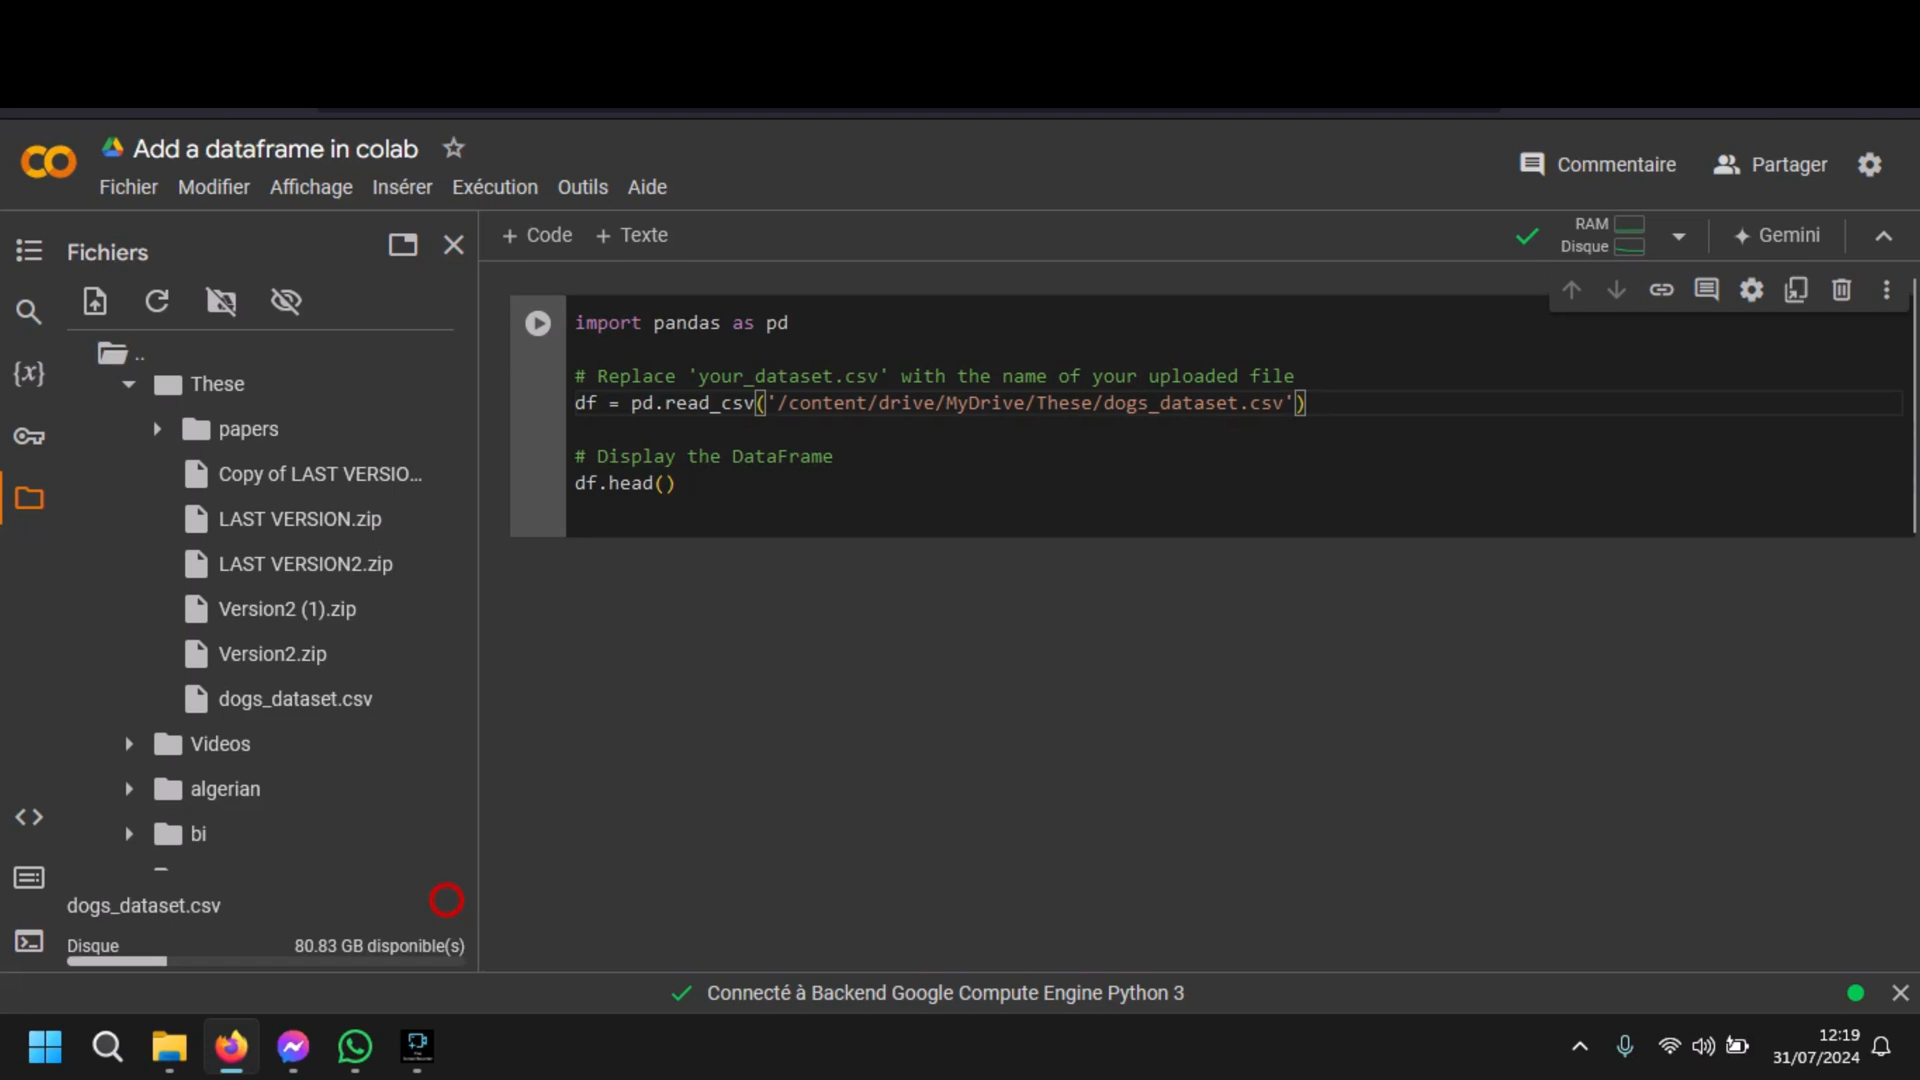 Add a dataframe in colab
Fichier Modifier Affichage Insérer Exécution Outils Aide
Commentaire Partager
Fichiers
+ Code + Texte
RAM
Disque
Gemini
..
These
papers
Copy of LAST VERSIO...
LAST VERSION.zip
LAST VERSION2.zip
Version2 (1).zip
Version2.zip
dogs_dataset.csv
Videos
algerian
bi
dogs_dataset.csv
Disque 80.83 GB disponible(s)
{x}
import pandas as pd
# Replace 'your_dataset.csv' with the name of your uploaded file
df = pd.read_csv('/content/drive/MyDrive/These/dogs_dataset.csv')
# Display the DataFrame
df.head()
Connecté à Backend Google Compute Engine Python 3
12:19
31/07/2024